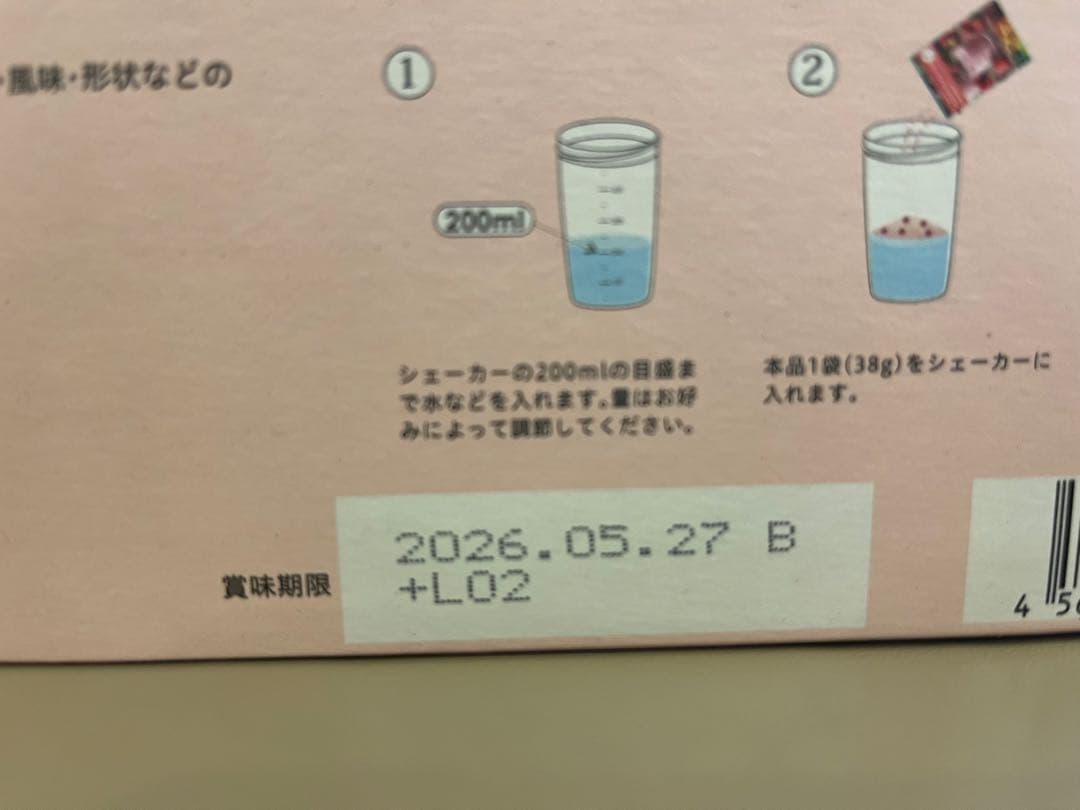 ・風味・形状などの
1
2
200ml
シェーカーの200mlの目盛ま
で水などを入れます。量はお好
みによって調節してください。
本品1袋(38g)をシェーカーに
入れます。
賞味期限
2026.05.27 B
+L02
4 56